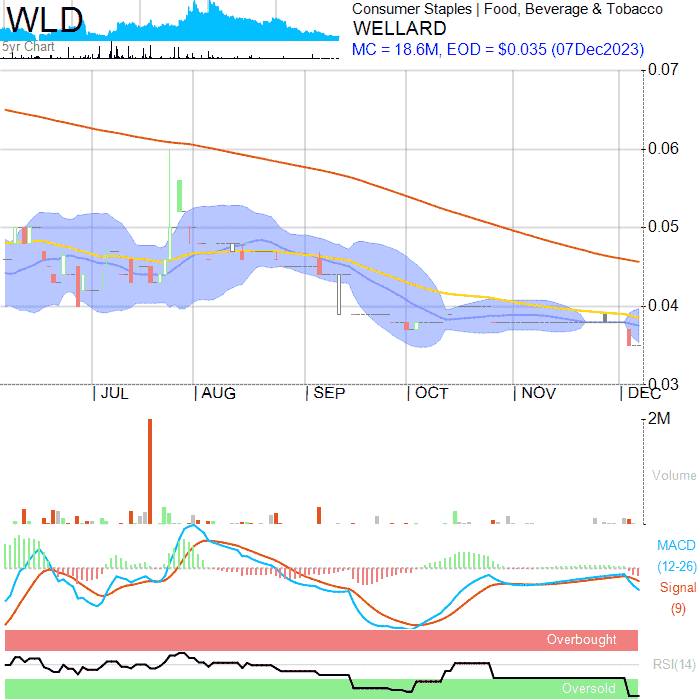 WLD
5yr Chart
Consumer Staples | Food, Beverage & Tobacco
WELLARD
MC = 18.6M, EOD = $0.035 (07Dec2023)
0.07
0.06
0.05
0.04
0.03
JUL AUG SEP OCT NOV DEC
2M
Volume
MACD
(12-26)
Signal
(9)
Overbought
RSI(14)
Oversold